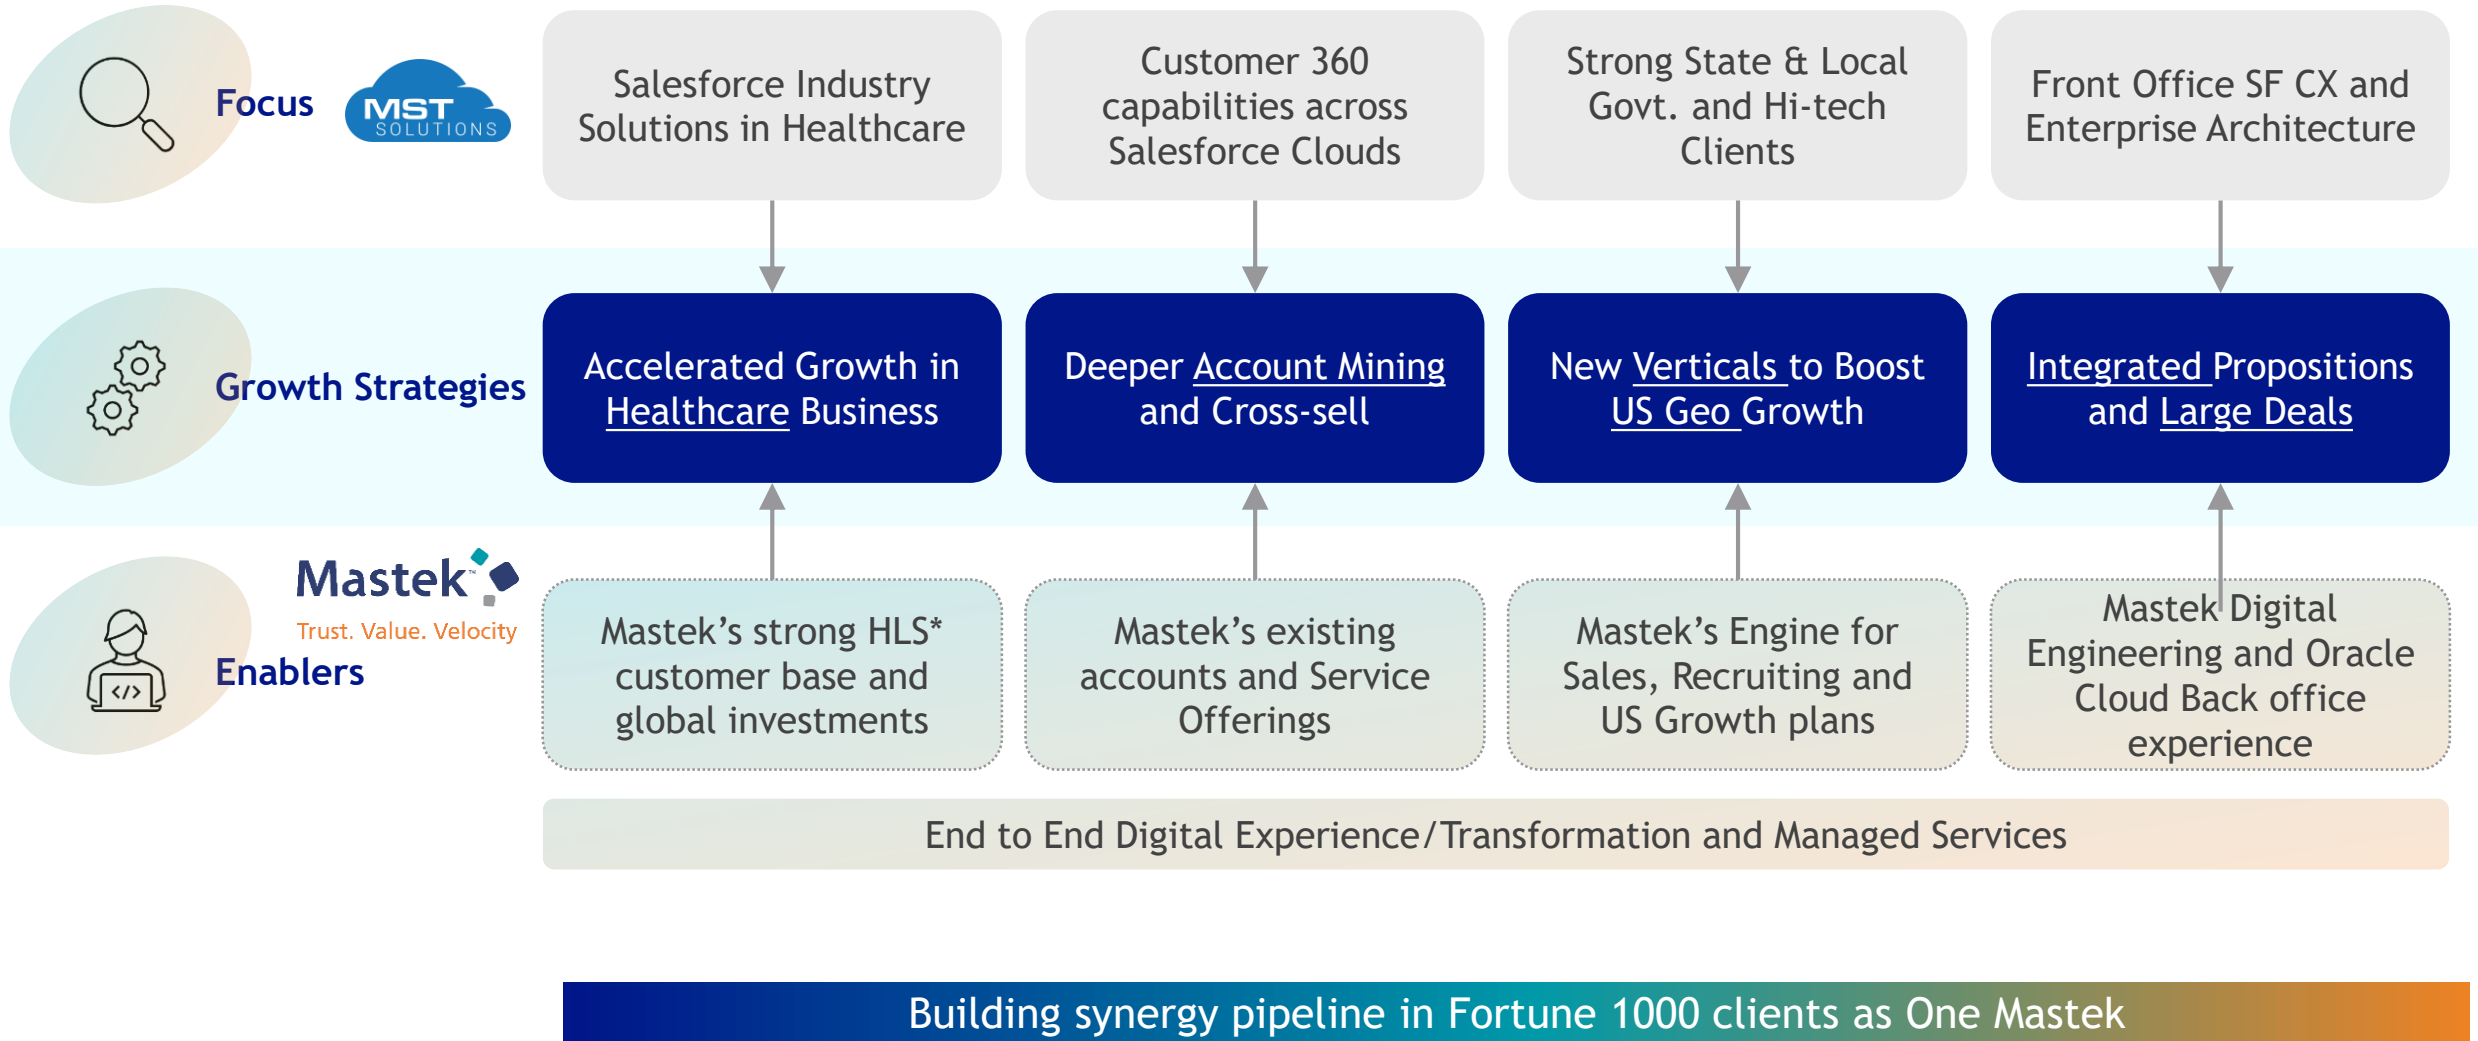 Focus
MST
SOLUTIONS
Salesforce Industry
Solutions in Healthcare
Customer 360
capabilities across
Salesforce Clouds
Strong State & Local
Govt. and Hi-tech
Clients
Front Office SF CX and
Enterprise Architecture
Growth Strategies
Accelerated Growth in
Healthcare Business
Deeper Account Mining
and Cross-sell
New Verticals to Boost
US Geo Growth
Integrated Propositions
and Large Deals
Mastek™
Trust. Value. Velocity
Enablers
</>
Mastek’s strong HLS*
customer base and
global investments
Mastek’s existing
accounts and Service
Offerings
Mastek’s Engine for
Sales, Recruiting and
US Growth plans
Mastek Digital
Engineering and Oracle
Cloud Back office
experience
End to End Digital Experience/Transformation and Managed Services
Building synergy pipeline in Fortune 1000 clients as One Mastek